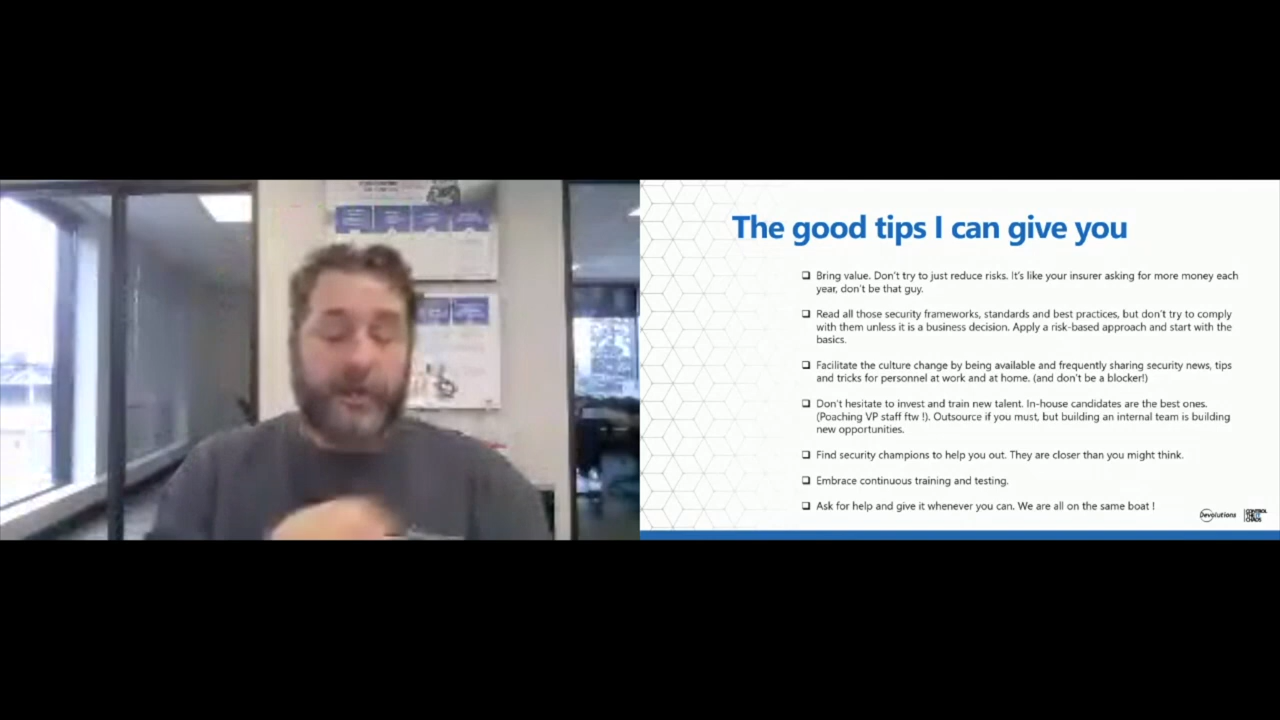 The good tips I can give you
❑ Bring value. Don't try to just reduce risks. It's like your insurer asking for more money each
year, don't be that guy.
❑ Read all those security frameworks, standards and best practices, but don't try to comply
with them unless it is a business decision. Apply a risk-based approach and start with the
basics.
❑ Facilitate the culture change by being available and frequently sharing security news, tips
and tricks for personnel at work and at home. (and don't be a blocker!)
❑ Don't hesitate to invest and train new talent. In-house candidates are the best ones.
(Poaching VP staff ftw !). Outsource if you must, but building an internal team is building
new opportunities.
❑ Find security champions to help you out. They are closer than you might think.
❑ Embrace continuous training and testing.
❑ Ask for help and give it whenever you can. We are all on the same boat !
Devolutions
CONTROL
THE IT
CHAOS